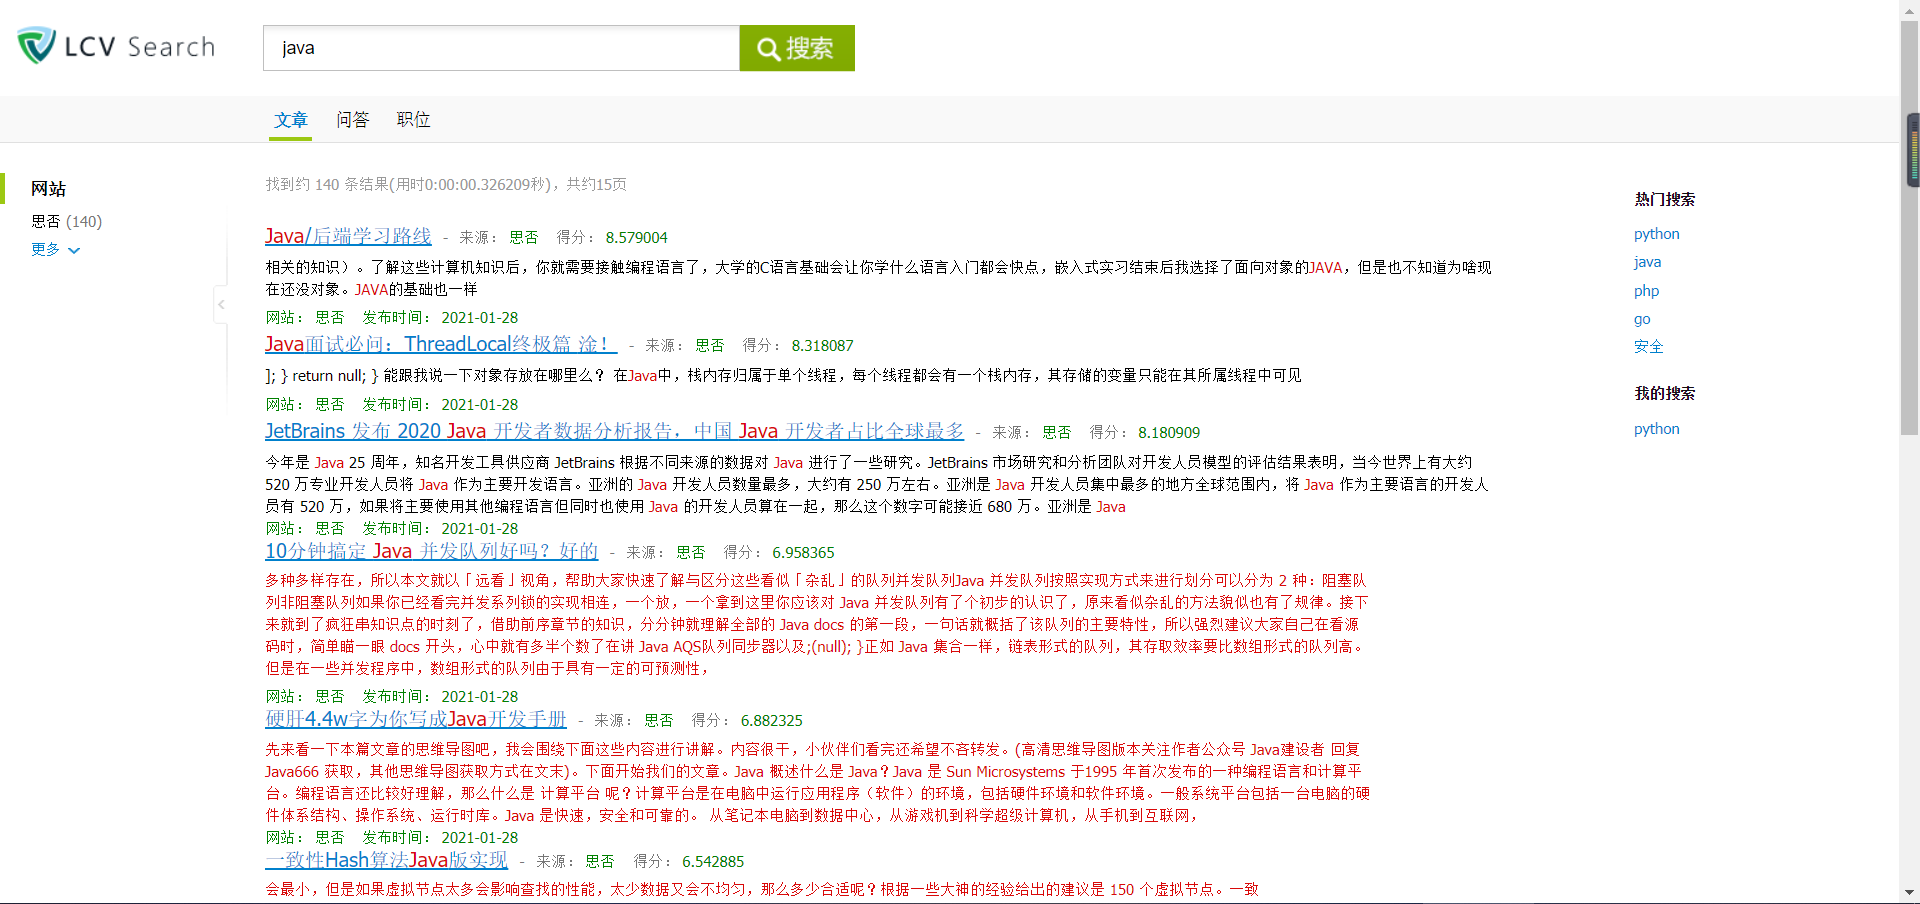 LCV Search
java
搜索
文章 问答 职位
网站
思否 (140)
更多
找到约 140 条结果(用时0:00:00.326209秒)，共约15页
Java/后端学习路线 - 来源： 思否 得分： 8.579004
相关的知识）。了解这些计算机知识后，你就需要接触编程语言了，大学的C语言基础会让你学什么语言入门都会快点，嵌入式实习结束后我选择了面向对象的JAVA，但是也不知道为啥现
在还没对象。JAVA的基础也一样
网站： 思否 发布时间： 2021-01-28
Java面试必问：ThreadLocal终极篇 淦！ - 来源： 思否 得分： 8.318087
]; } return null; } 能跟我说一下对象存放在哪里么？ 在Java中，栈内存归属于单个线程，每个线程都会有一个栈内存，其存储的变量只能在其所属线程中可见
网站： 思否 发布时间： 2021-01-28
JetBrains 发布 2020 Java 开发者数据分析报告，中国 Java 开发者占比全球最多 - 来源： 思否 得分： 8.180909
今年是 Java 25 周年，知名开发工具供应商 JetBrains 根据不同来源的数据对 Java 进行了一些研究。JetBrains 市场研究和分析团队对开发人员模型的评估结果表明，当今世界上有大约
520 万专业开发人员将 Java 作为主要开发语言。亚洲的 Java 开发人员数量最多，大约有 250 万左右。亚洲是 Java 开发人员集中最多的地方全球范围内，将 Java 作为主要语言的开发人
员有 520 万，如果将主要使用其他编程语言但同时也使用 Java 的开发人员算在一起，那么这个数字可能接近 680 万。亚洲是 Java
网站： 思否 发布时间： 2021-01-28
10分钟搞定 Java 并发队列好吗？好的 - 来源： 思否 得分： 6.958365
多种多样存在，所以本文就以「远看」视角，帮助大家快速了解与区分这些看似「杂乱」的队列并发队列Java 并发队列按照实现方式来进行划分可以分为 2 种：阻塞队
列非阻塞队列如果你已经看完并发系列锁的实现相连，一个放，一个拿到这里你应该对 Java 并发队列有了个初步的认识了，原来看似杂乱的方法貌似也有了规律。接下
来就到了疯狂串知识点的时刻了，借助前序章节的知识，分分钟就理解全部的 Java docs 的第一段，一句话就概括了该队列的主要特性，所以强烈建议大家自己在看源
码时，简单瞄一眼 docs 开头，心中就有多半个数了在讲 Java AQS队列同步器以及;(null); }正如 Java 集合一样，链表形式的队列，其存取效率要比数组形式的队列高。
但是在一些并发程序中，数组形式的队列由于具有一定的可预测性，
网站： 思否 发布时间： 2021-01-28
硬肝4.4w字为你写成Java开发手册 - 来源： 思否 得分： 6.882325
先来看一下本篇文章的思维导图吧，我会围绕下面这些内容进行讲解。内容很干，小伙伴们看完还希望不吝转发。(高清思维导图版本关注作者公众号 Java建设者 回复
Java666 获取，其他思维导图获取方式在文末)。下面开始我们的文章。Java 概述什么是 Java？Java 是 Sun Microsystems 于1995 年首次发布的一种编程语言和计算平
台。编程语言还比较好理解，那么什么是 计算平台 呢？计算平台是在电脑中运行应用程序（软件）的环境，包括硬件环境和软件环境。一般系统平台包括一台电脑的硬
件体系结构、操作系统、运行时库。Java 是快速，安全和可靠的。 从笔记本电脑到数据中心，从游戏机到科学超级计算机，从手机到互联网，
网站： 思否 发布时间： 2021-01-28
一致性Hash算法Java版实现 - 来源： 思否 得分： 6.542885
会最小，但是如果虚拟节点太多会影响查找的性能，太少数据又会不均匀，那么多少合适呢？根据一些大神的经验给出的建议是 150 个虚拟节点。一致
热门搜索
python
java
php
go
安全
我的搜索
python